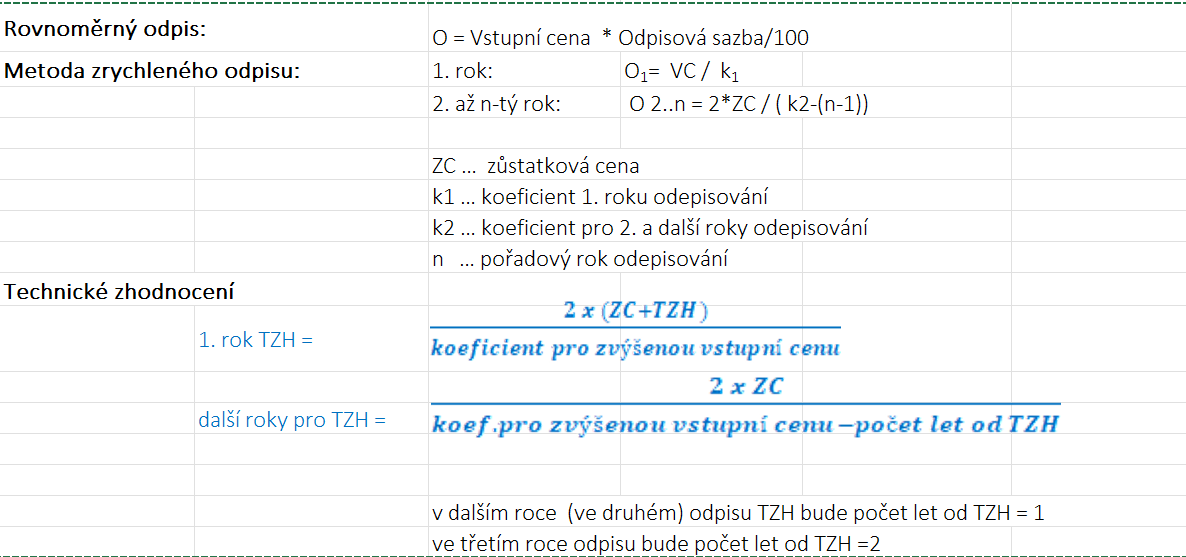 Rovnoměrný odpis:
O = Vstupní cena * Odpisová sazba/100
Metoda zrychleného odpisu: 1. rok: O1= VC / k1
2. až n-tý rok: O 2..n = 2*ZC / ( k2-(n-1))
ZC ... zůstatková cena
k1 ... koeficient 1. roku odepisování
k2 ... koeficient pro 2. a další roky odepisování
n ... pořadový rok odepisování
Technické zhodnocení
2 x (ZC+TZH)
1. rok TZH =
koeficient pro zvýšenou vstupní cenu
2 x ZC
další roky pro TZH =
koef.pro zvýšenou vstupní cenu−počet let od TZH
v dalším roce (ve druhém) odpisu TZH bude počet let od TZH = 1
ve třetím roce odpisu bude počet let od TZH =2